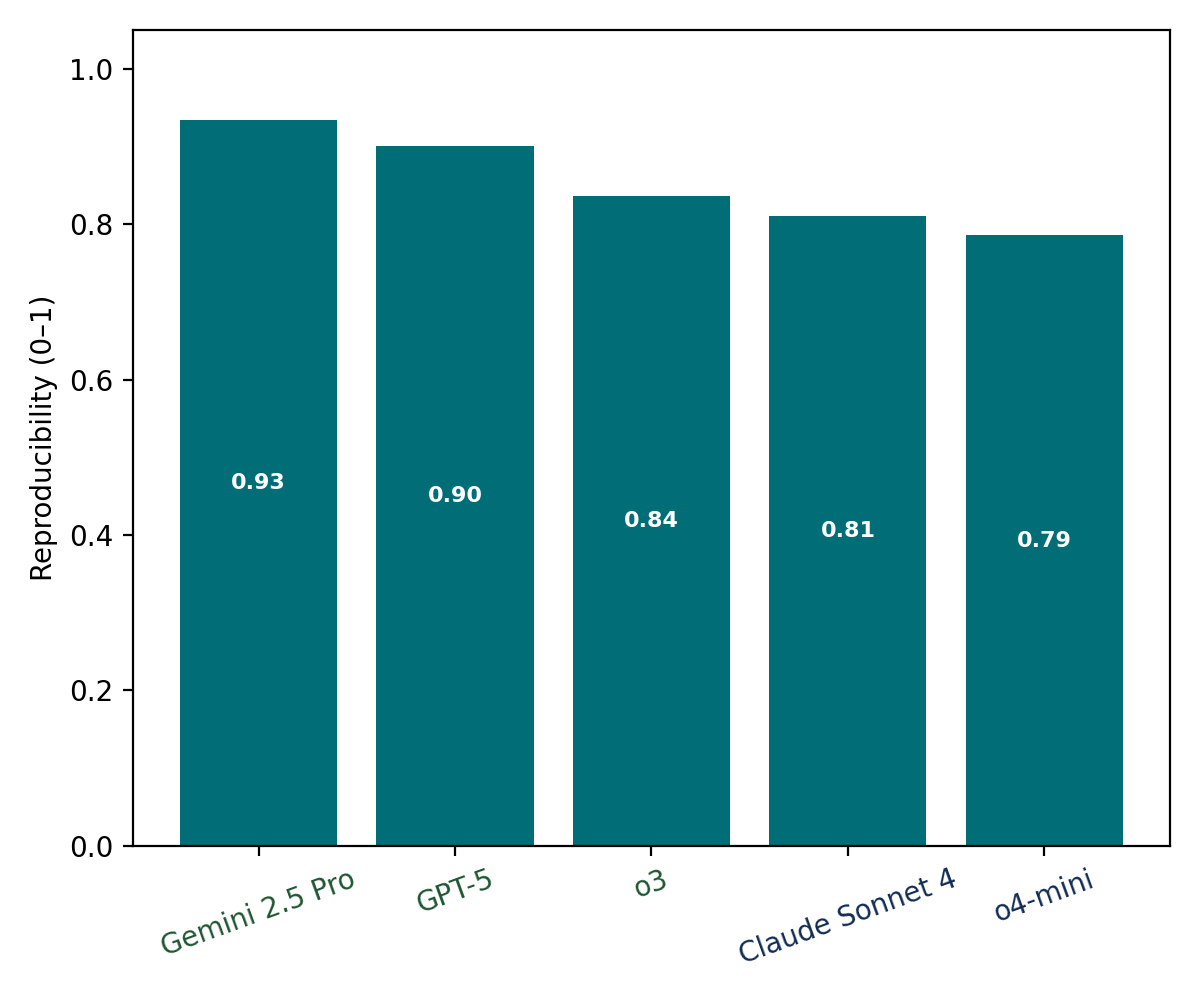 Reproducibility (0–1)
1.0
0.8
0.6
0.4
0.2
0.0
0.93
0.90
0.84
0.81
0.79
Gemini 2.5 Pro
GPT-5
o3
Claude Sonnet 4
o4-mini